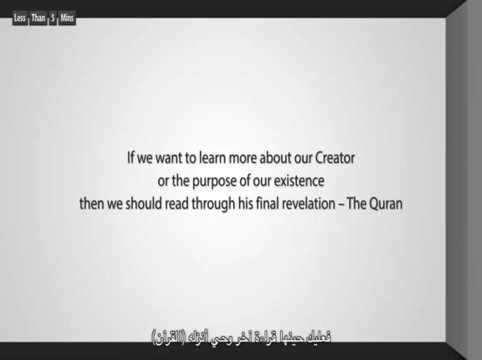 Less Than 5 Mins
If we want to learn more about our Creator
or the purpose of our existence
then we should read through his final revelation – The Quran
فعليك حينها قراءة آخر وحي أنزله (القرآن)